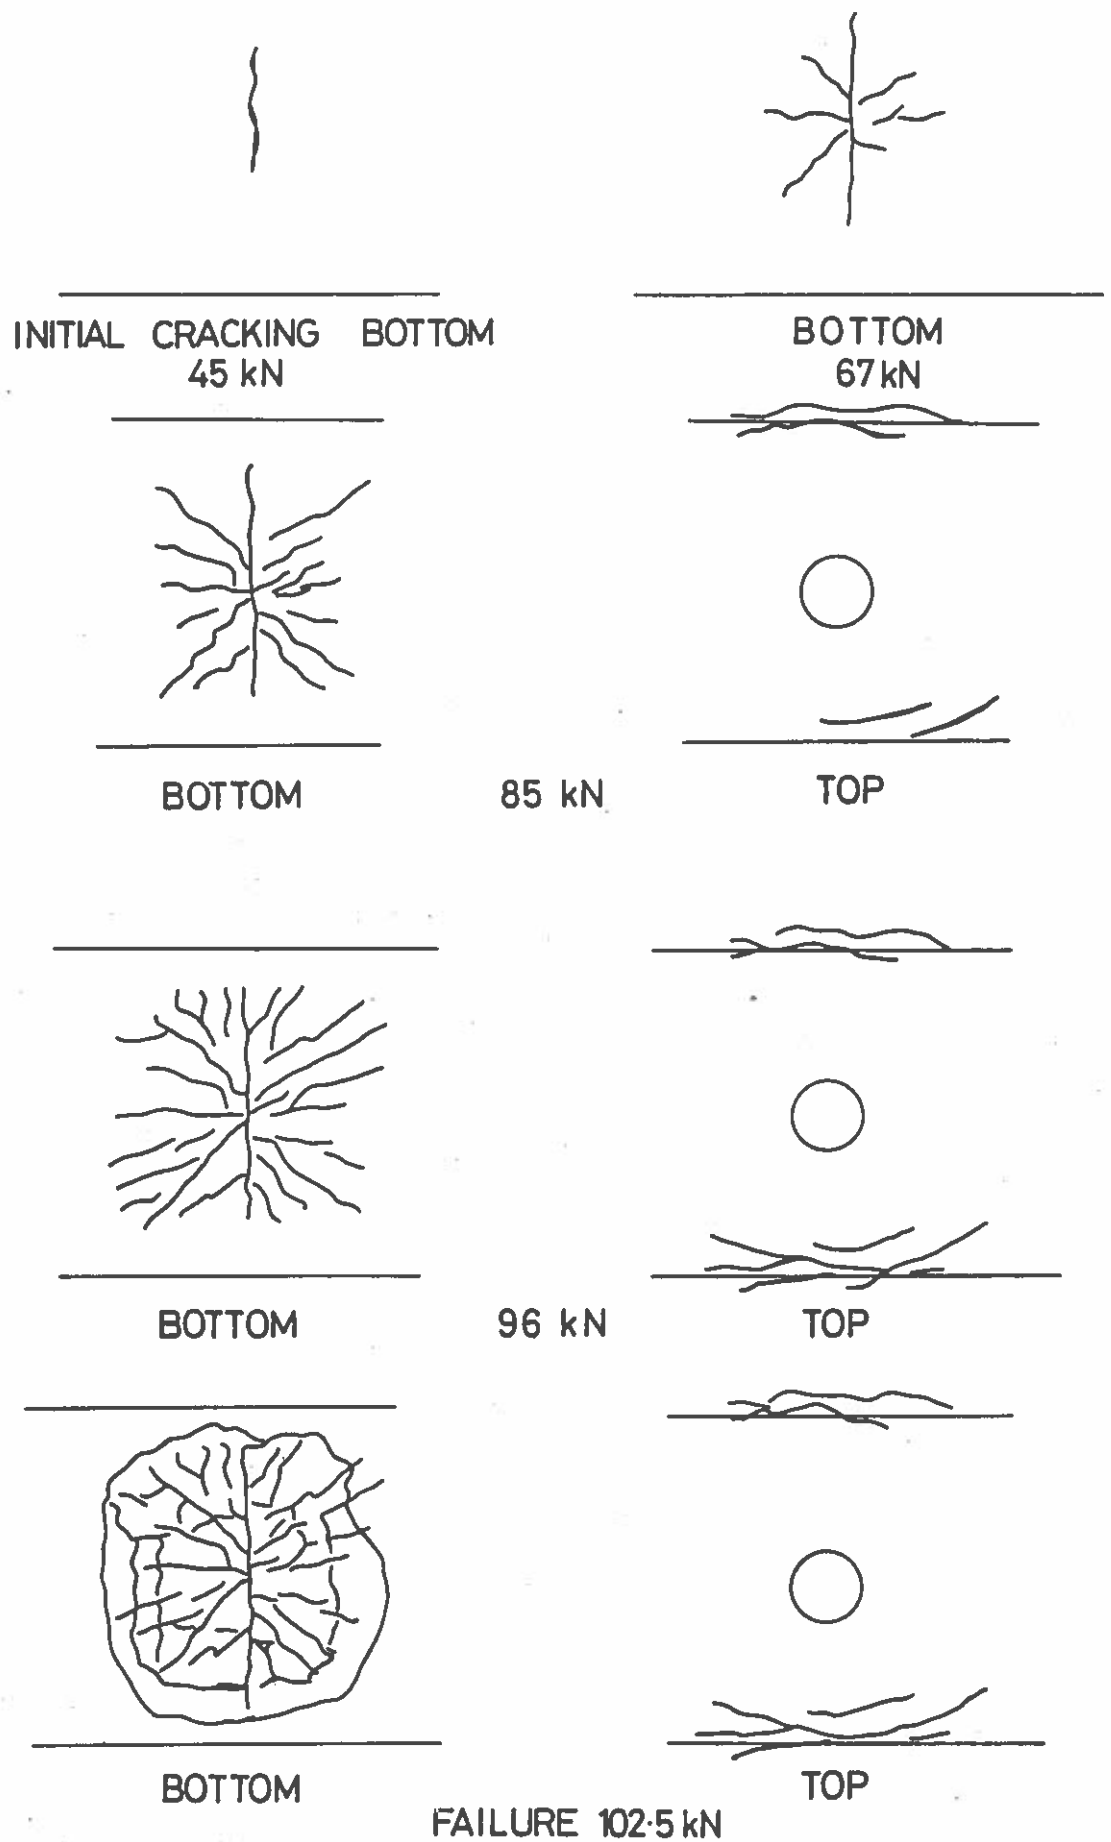 INITIAL CRACKING BOTTOM
45 kN
BOTTOM
67 kN
BOTTOM 85 kN TOP
BOTTOM 96 kN TOP
BOTTOM TOP
FAILURE 102·5 kN